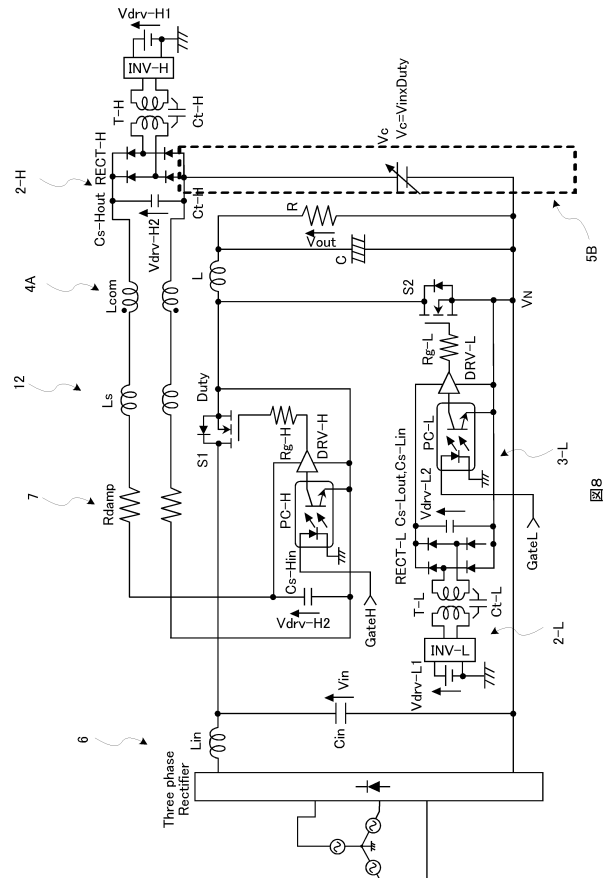 Three phase
Rectifier
6
Lin
Vin
Cin
7
Rdamp
12
Ls
4A
Lcom
2-H
Cs-Hout
Vdrv-H2
RECT-H
Ct-H
T-H
Ct-H
INV-H
Vdrv-H1
Cs-Hin
Vdrv-H2
GateH
PC-H
DRV-H
Rg-H
S1
Duty
L
C
Vout
R
Vc
Vc=VinxDuty
5B
Vdrv-L1
INV-L
2-L
T-L
Ct-L
RECT-L
Cs-Lout,Cs-Lin
Vdrv-L2
GateL
3-L
PC-L
DRV-L
Rg-L
S2
VN
図8